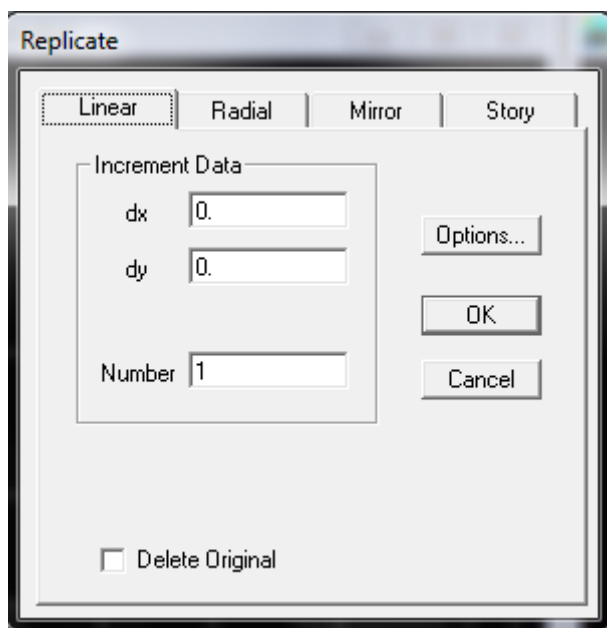 Replicate
Linear Radial Mirror Story
Increment Data
dx 0.
dy 0.
Number 1
Options...
OK
Cancel
Delete Original